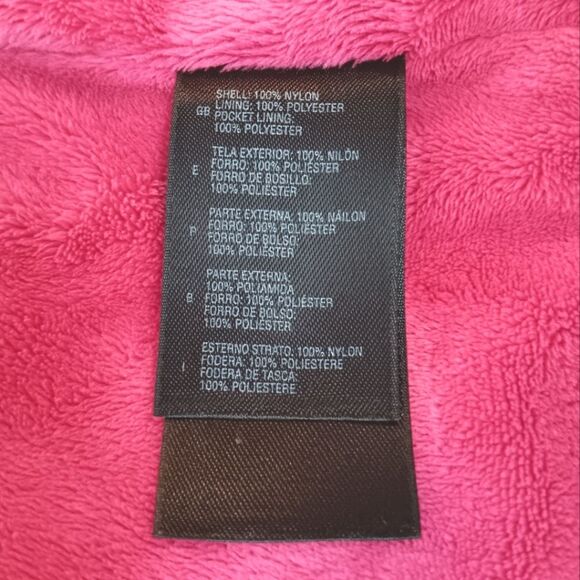 SHELL: 100% NYLON
LINING: 100% POLYESTER
GB POCKET LINING:
100% POLYESTER
TELA EXTERIOR: 100% NILÓN
FORRO: 100% POLIÉSTER
E FORRO DE BOSILLO:
100% POLIÉSTER
PARTE EXTERNA: 100% NÁILON
P FORRO: 100% POLIÉSTER
FORRO DE BOLSO:
100% POLIÉSTER
PARTE EXTERNA:
100% POLIAMIDA
B FORRO: 100% POLIÉSTER
FORRO DE BOLSO:
100% POLIÉSTER
ESTERNO STRATO: 100% NYLON
FODERA: 100% POLIESTERE
FODERA DE TASCA:
100% POLIESTERE